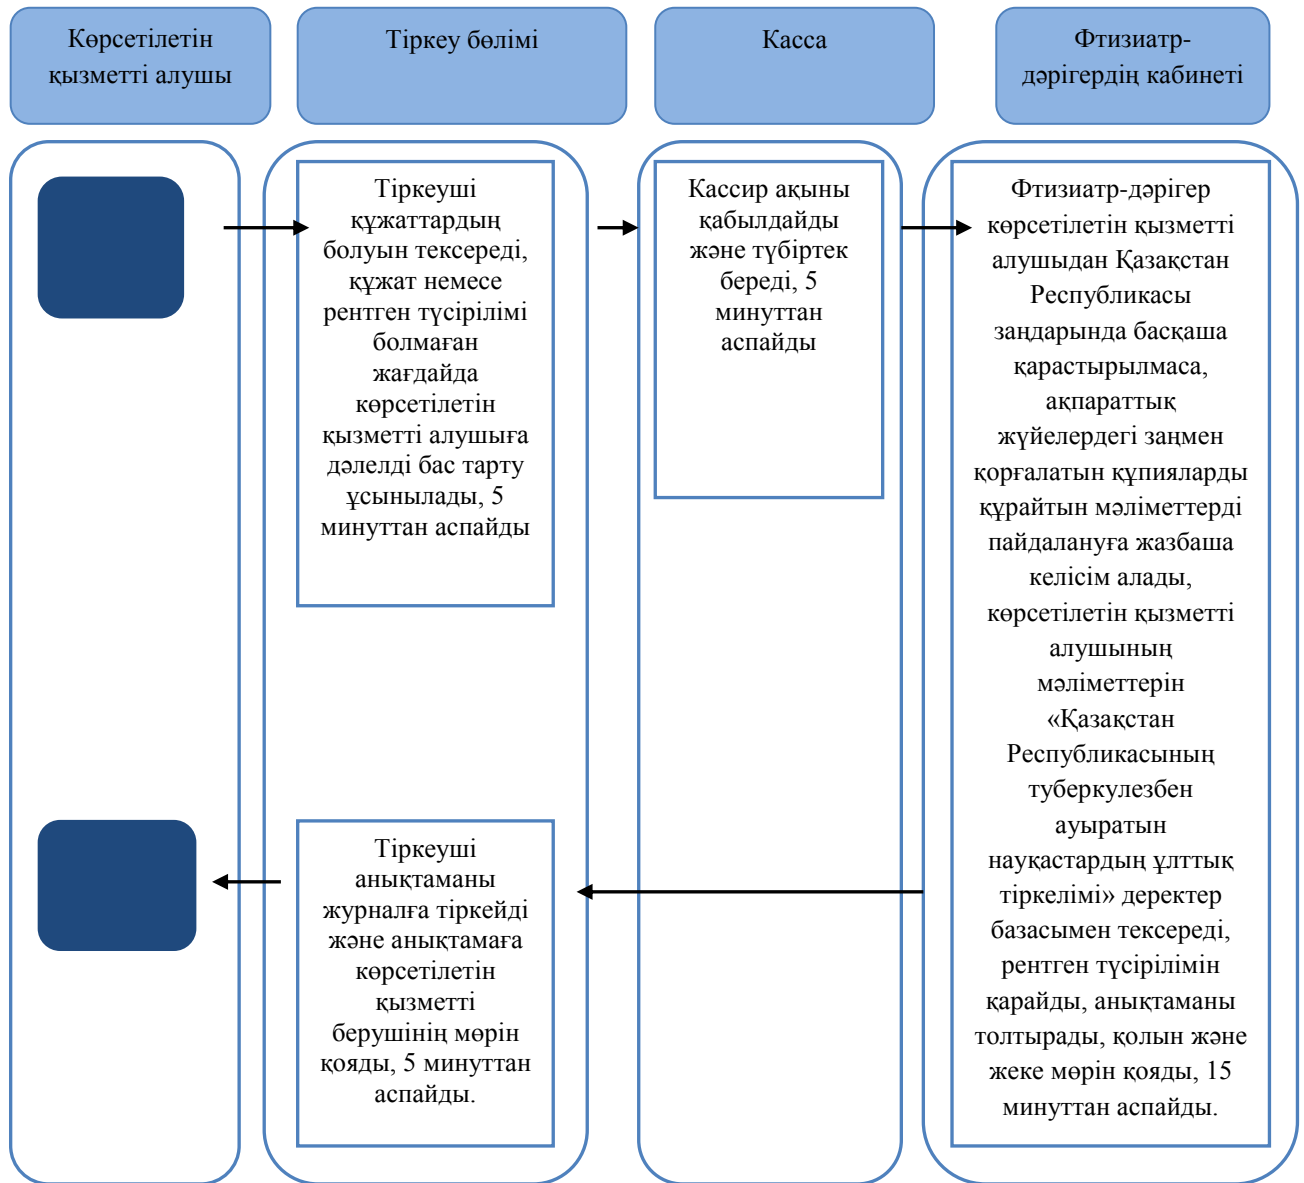 Көрсетілетін
қызметті алушы
Тіркеу бөлімі
Касса
Фтизиатр-
дәрігердің кабинеті
Тіркеуші
құжаттардың
болуын тексереді,
құжат немесе
рентген түсірілімі
болмаған
жағдайда
көрсетілетін
қызметті алушыға
дәлелді бас тарту
ұсынылады, 5
минуттан аспайды
Кассир ақыны
қабылдайды
және түбіртек
береді, 5
минуттан
аспайды
Фтизиатр-дәрігер
көрсетілетін қызметті
алушыдан Қазақстан
Республикасы
заңдарында басқаша
қарастырылмаса,
ақпараттық
жүйелердегі заңмен
қорғалатын құпияларды
құрайтын мәліметтерді
пайдалануға жазбаша
келісім алады,
көрсетілетін қызметті
алушының
мәліметтерін
«Қазақстан
Республикасының
туберкулезбен
ауыратын
науқастардың ұлттық
тіркелімі» деректер
базасымен тексереді,
рентген түсірілімін
қарайды, анықтаманы
толтырады, қолын және
жеке мөрін қояды, 15
минуттан аспайды.
Тіркеуші
анықтаманы
журналға тіркейді
және анықтамаға
көрсетілетін
қызметті
берушінің мөрін
қояды, 5 минуттан
аспайды.